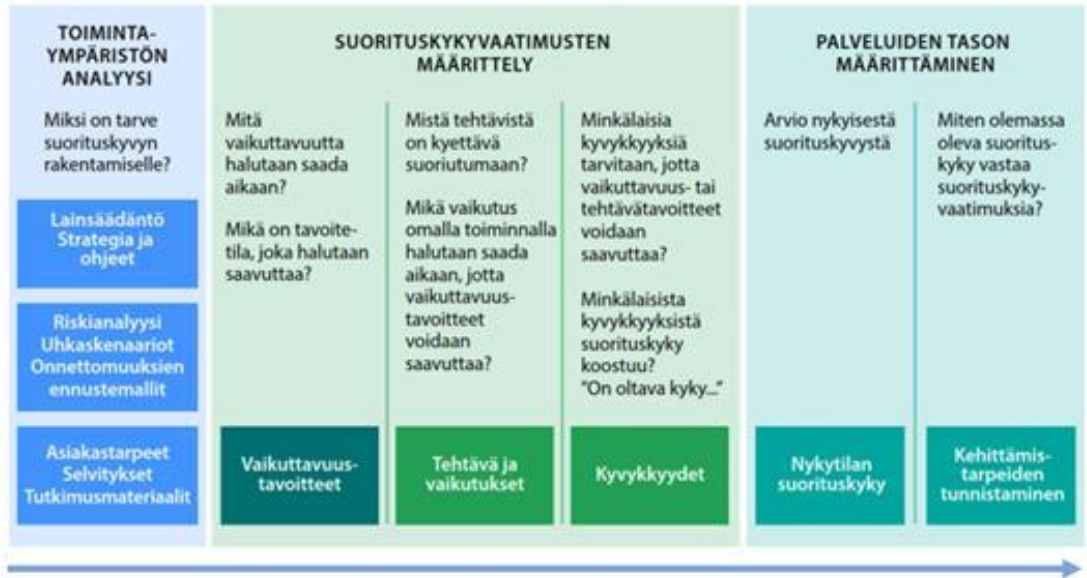 TOIMINTA-
YMPÄRISTÖN
ANALYYSI
Miksi on tarve
suorituskyvyn
rakentamiselle?
Lainsäädäntö
Strategia ja
ohjeet
Riskianalyysi
Uhkaskenaariot
Onnettomuuksien
ennustemallit
Asiakastarpeet
Selvitykset
Tutkimusmateriaalit
SUORITUSKYKYVAATIMUSTEN
MÄÄRITTELY
Mitä
vaikuttavuutta
halutaan saada
aikaan?
Mikä on tavoite-
tila, joka halutaan
saavuttaa?
Vaikuttavuus-
tavoitteet
Mistä tehtävistä
on kyettävä
suoriutumaan?
Mikä vaikutus
omalla toiminnalla
halutaan saada
aikaan, jotta
vaikuttavuus-
tavoitteet
voidaan
saavuttaa?
Tehtävä ja
vaikutukset
Minkälaisia
kyvykkyyksiä
tarvitaan, jotta
vaikuttavuus- tai
tehtävätavoitteet
voidaan
saavuttaa?
Minkälaisista
kyvykkyyksistä
suorituskyky
koostuu?
"On oltava kyky..."
Kyvykkyydet
PALVELUIDEN TASON
MÄÄRITTÄMINEN
Arvio nykyisestä
suorituskyvystä
Nykytilan
suorituskyky
Miten olemassa
oleva suoritus-
kyky vastaa
suorituskyky-
vaatimuksia?
Kehittämis-
tarpeiden
tunnistaminen